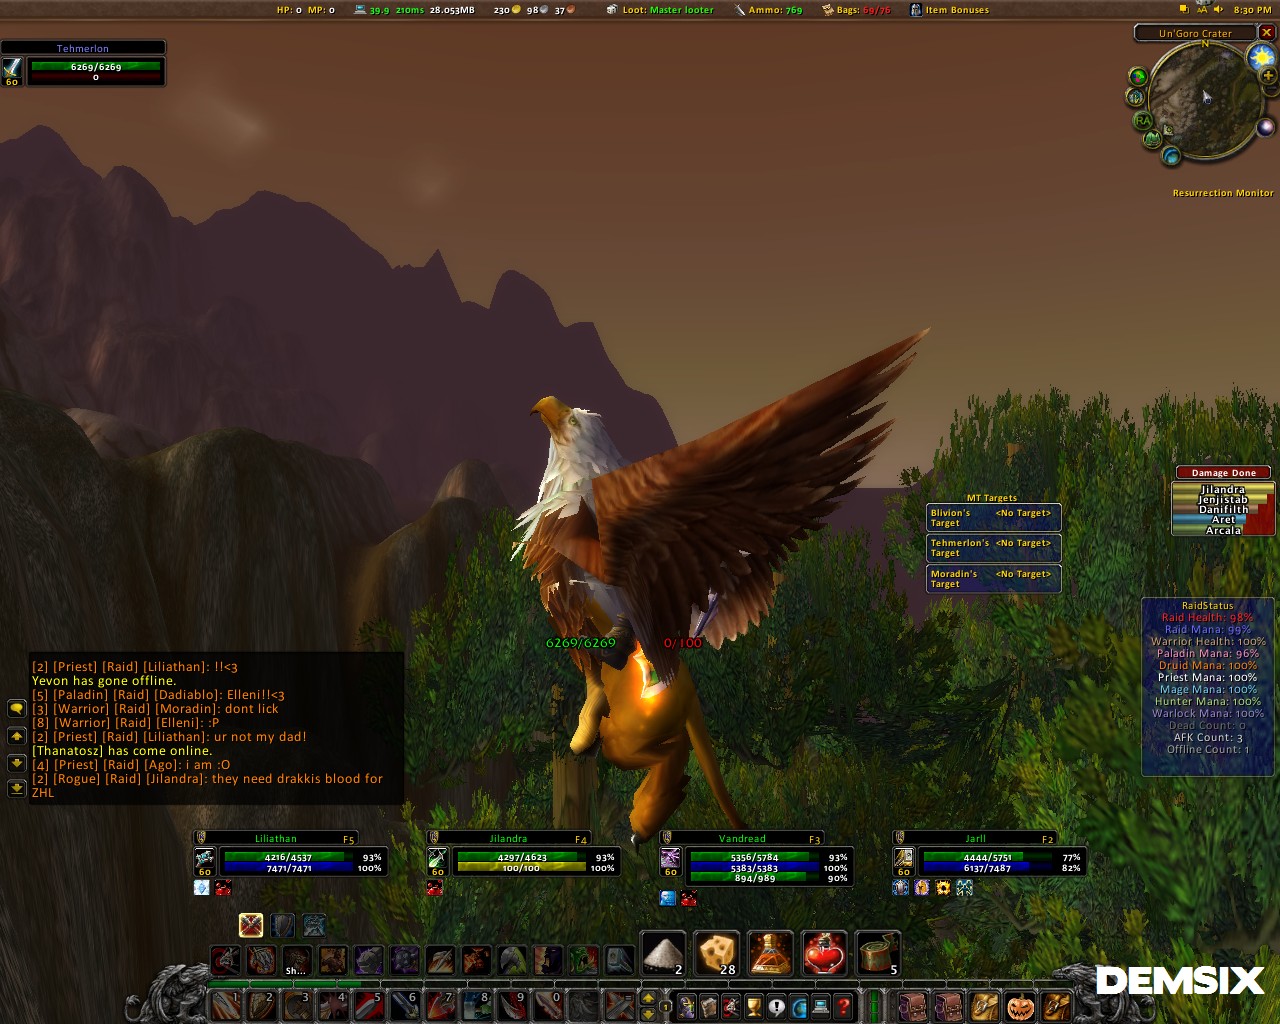 HP: 0 MP: 0 39.9 210ms 28.053MB 230 98 37 Loot: Master looter Ammo: 769 Bags: 69/76 Item Bonuses 8:30 PM
Tehmerlon
6269/6269
0
60
Un'Goro Crater
N
RA
Resurrection Monitor
Damage Done
Jilandra
Jenjistab
Danifilth
Aret
Arcala
MT Targets
Blivion's Target <No Target>
Tehmerlon's Target <No Target>
Moradin's Target <No Target>
RaidStatus
Raid Health: 98%
Raid Mana: 99%
Warrior Health: 100%
Paladin Mana: 96%
Druid Mana: 100%
Priest Mana: 100%
Mage Mana: 100%
Hunter Mana: 100%
Warlock Mana: 100%
Dead Count: 0
AFK Count: 3
Offline Count: 1
6269/6269 0/100
[2] [Priest] [Raid] [Liliathan]: !!<3
Yevon has gone offline.
[5] [Paladin] [Raid] [Dadiablo]: Elleni!!<3
[3] [Warrior] [Raid] [Moradin]: dont lick
[8] [Warrior] [Raid] [Elleni]: :P
[2] [Priest] [Raid] [Liliathan]: ur not my dad!
[Thanatosz] has come online.
[4] [Priest] [Raid] [Ago]: i am :O
[2] [Rogue] [Raid] [Jilandra]: they need drakkis blood for
ZHL
Liliathan F5
4216/4537 93%
7471/7471 100%
60
Jilandra F4
4297/4623 93%
100/100 100%
60
Vandread F3
5356/5784 93%
5383/5383 100%
894/989 90%
60
Jarll F2
4444/5751 77%
6137/7487 82%
60
Sh...
2 28 5
1 2 3 4 5 6 7 8 9 0 - =
1
DEMSIX